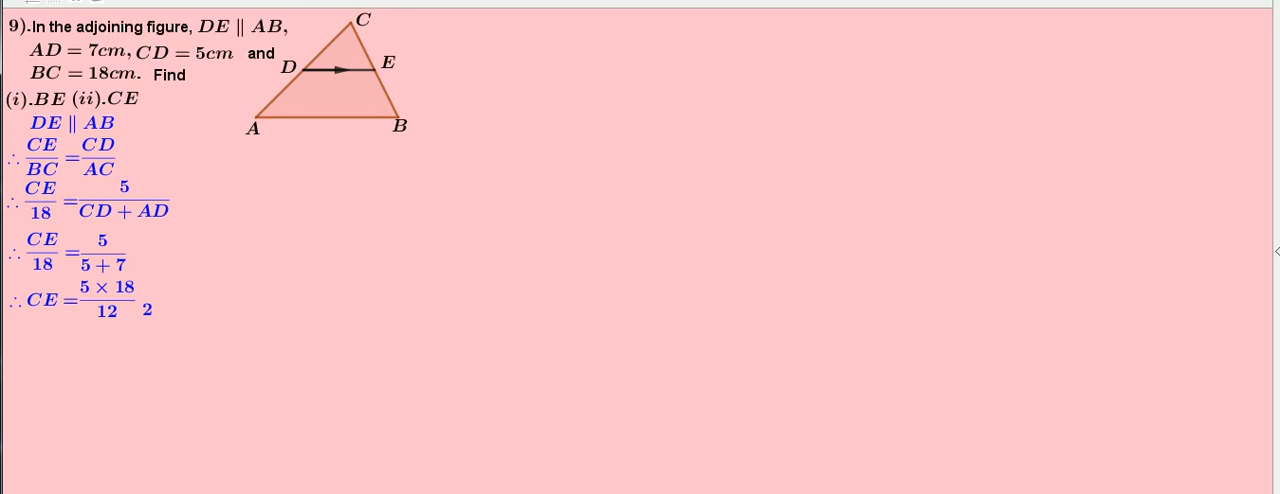 9).In the adjoining figure, DE ∥ AB,
AD = 7cm, CD = 5cm and
BC = 18cm. Find
(i).BE (ii).CE
C
D
E
A
B
DE ∥ AB
∴ CE/BC = CD/AC
∴ CE/18 = 5/(CD + AD)
∴ CE/18 = 5/(5 + 7)
∴ CE = (5 × 18)/12 2